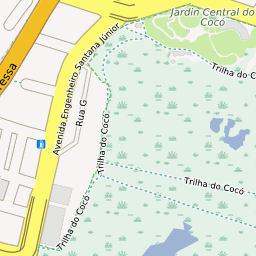 Jardim Central do
Cocó
Trilha do Cocó
Avenida Engenheiro Santana Júnior
Rua G
Trilha do Cocó
Trilha do Cocó
Trilha do Cocó
essa